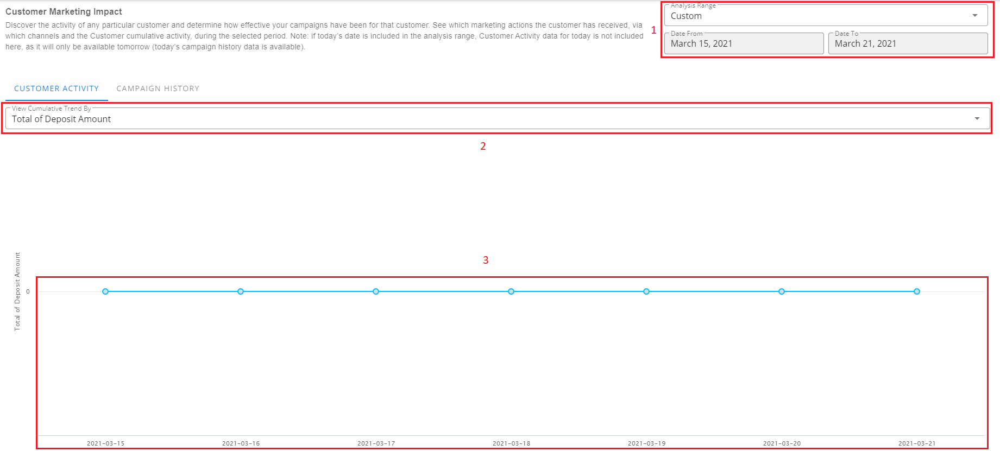 Customer Marketing Impact
Discover the activity of any particular customer and determine how effective your campaigns have been for that customer. See which marketing actions the customer has received, via
which channels and the Customer cumulative activity, during the selected period. Note: if today's date is included in the analysis range, Customer Activity data for today is not included
here, as it will only be available tomorrow (today's campaign history data is available).
1
Analysis Range
Custom
Date From
March 15, 2021
Date To
March 21, 2021
CUSTOMER ACTIVITY
CAMPAIGN HISTORY
View Cumulative Trend By
Total of Deposit Amount
2
3
Total of Deposit Amount
0
2021-03-15
2021-03-16
2021-03-17
2021-03-18
2021-03-19
2021-03-20
2021-03-21